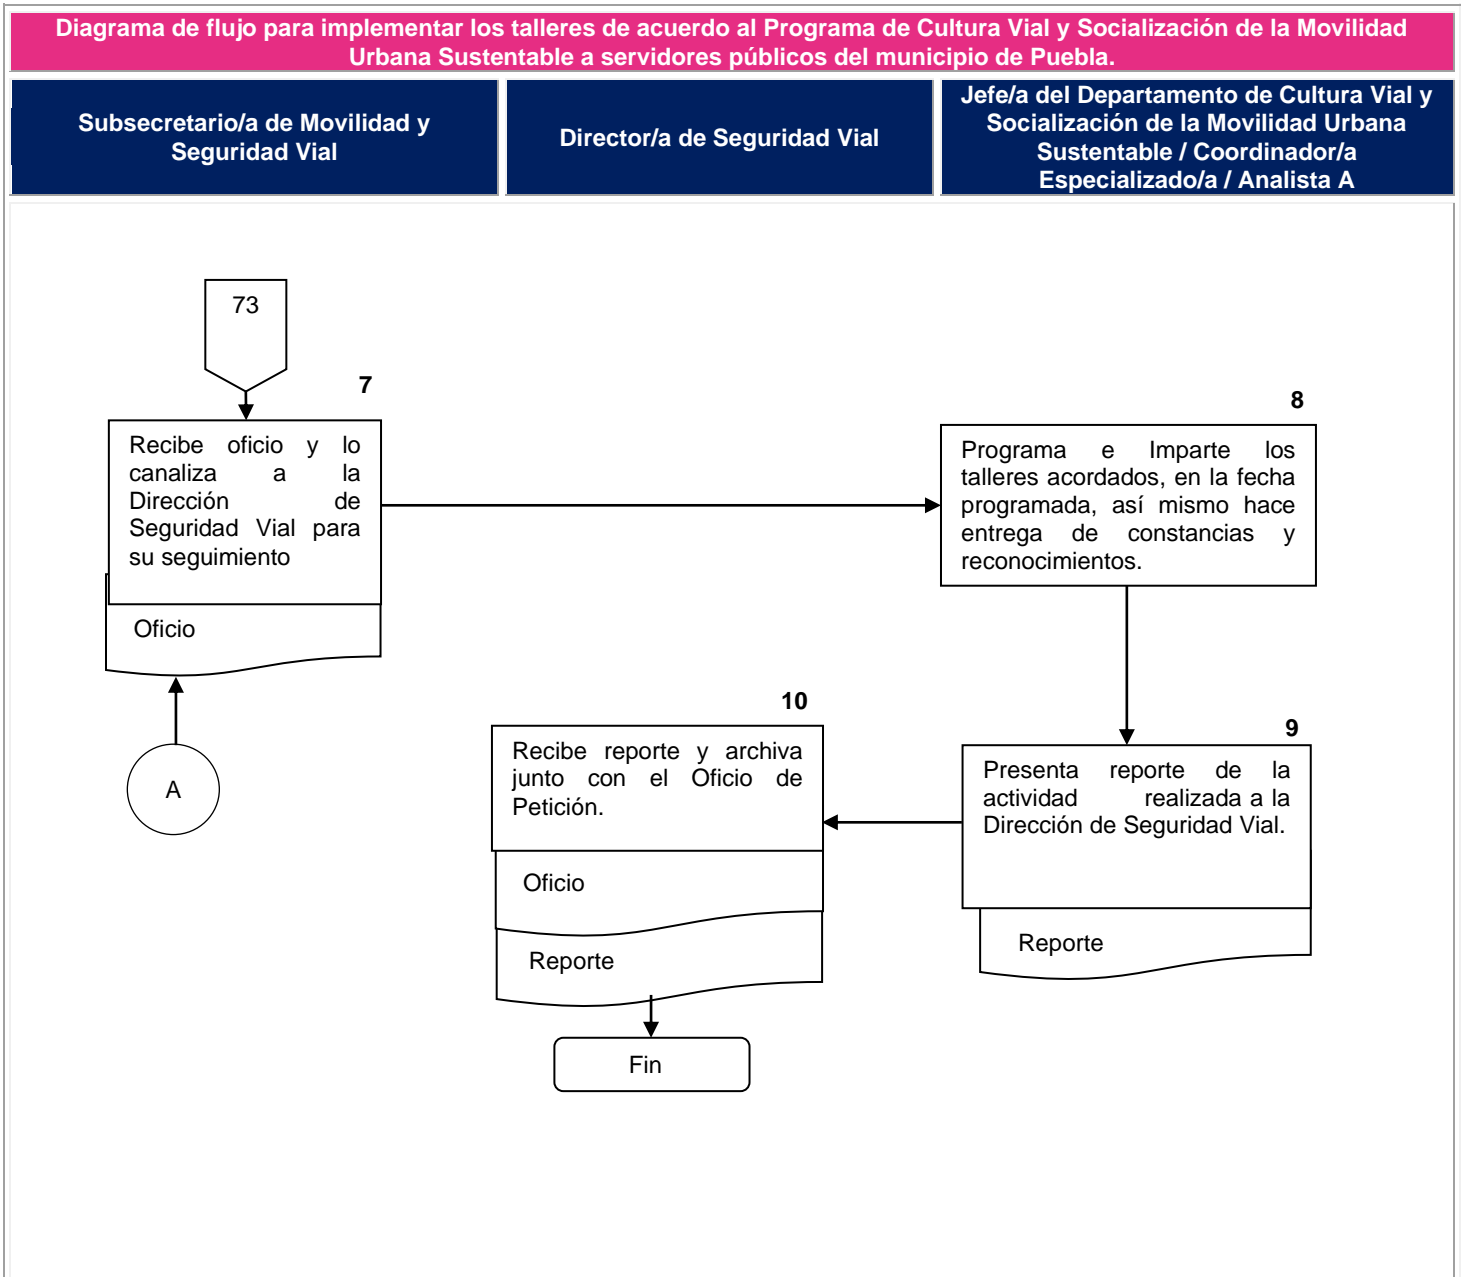 Diagrama de flujo para implementar los talleres de acuerdo al Programa de Cultura Vial y Socialización de la Movilidad
Urbana Sustentable a servidores públicos del municipio de Puebla.
Subsecretario/a de Movilidad y
Seguridad Vial
Director/a de Seguridad Vial
Jefe/a del Departamento de Cultura Vial y
Socialización de la Movilidad Urbana
Sustentable / Coordinador/a
Especializado/a / Analista A
73
7
Recibe oficio y lo
canaliza a la
Dirección de
Seguridad Vial para
su seguimiento
Oficio
A
8
Programa e Imparte los
talleres acordados, en la fecha
programada, así mismo hace
entrega de constancias y
reconocimientos.
9
Presenta reporte de la
actividad realizada a la
Dirección de Seguridad Vial.
Reporte
10
Recibe reporte y archiva
junto con el Oficio de
Petición.
Oficio
Reporte
Fin